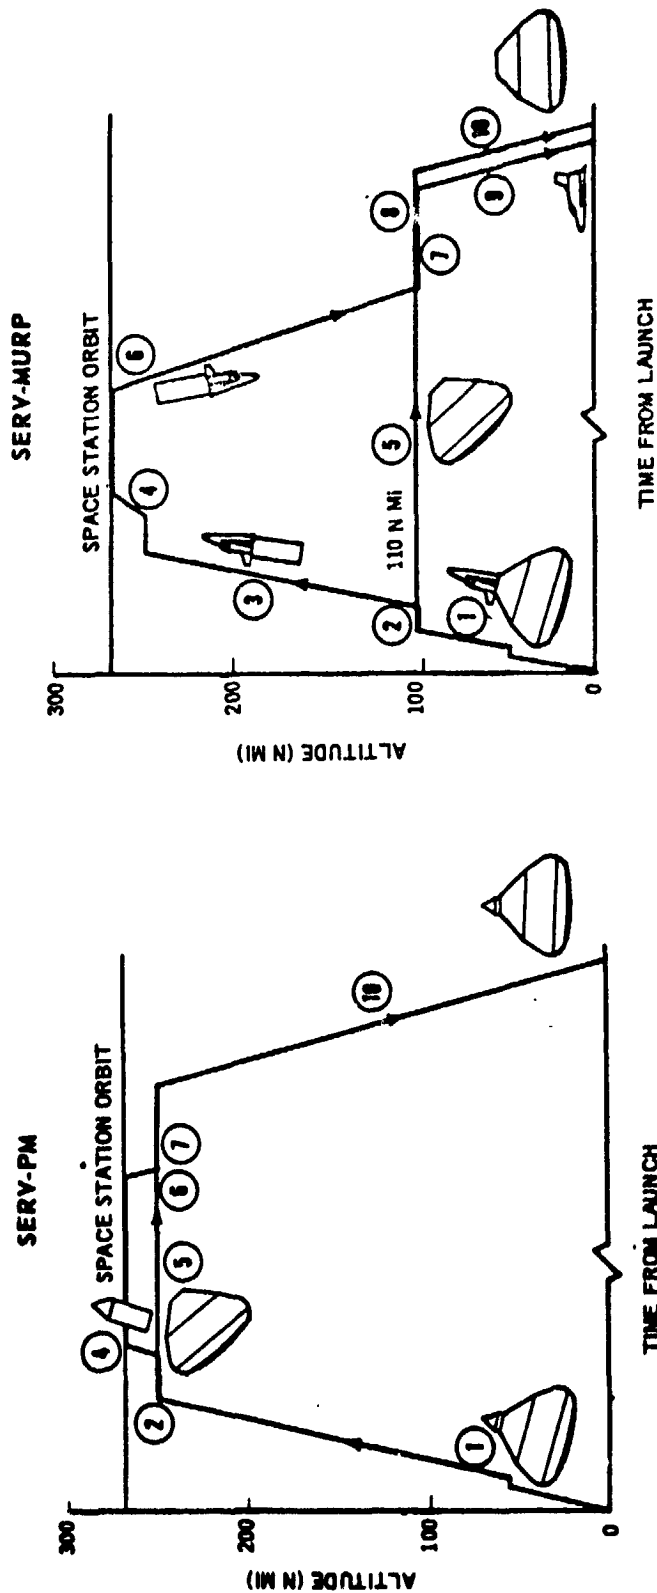 SERV-PM
SPACE STATION ORBIT
300
200
100
0
ALTITUDE (N MI)
1
2
4
5
6
7
10
TIME FROM LAUNCH
SERV-MURP
SPACE STATION ORBIT
300
200
100
0
ALTITUDE (N MI)
110 N Mi
1
2
3
4
5
6
7
8
9
10
TIME FROM LAUNCH